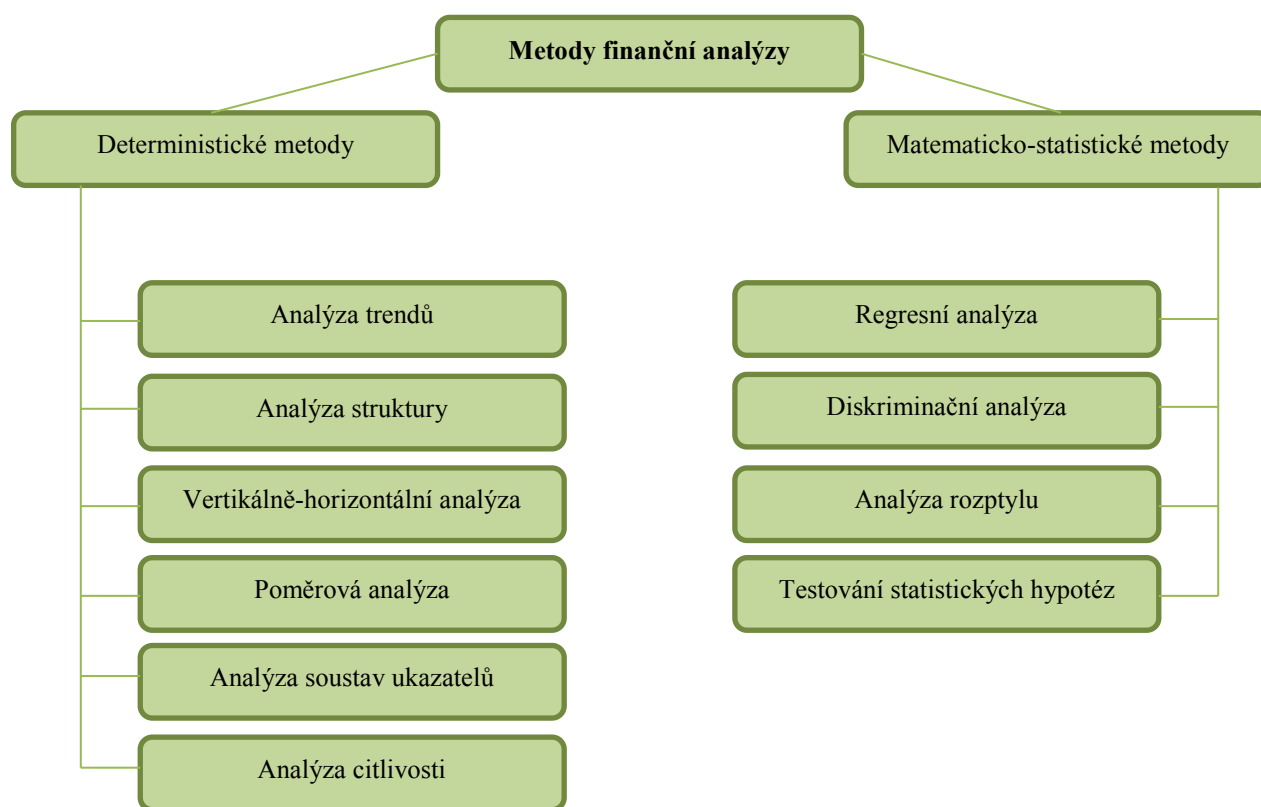 Metody finanční analýzy
Deterministické metody
Matematicko-statistické metody
Analýza trendů
Analýza struktury
Vertikálně-horizontální analýza
Poměrová analýza
Analýza soustav ukazatelů
Analýza citlivosti
Regresní analýza
Diskriminační analýza
Analýza rozptylu
Testování statistických hypotéz